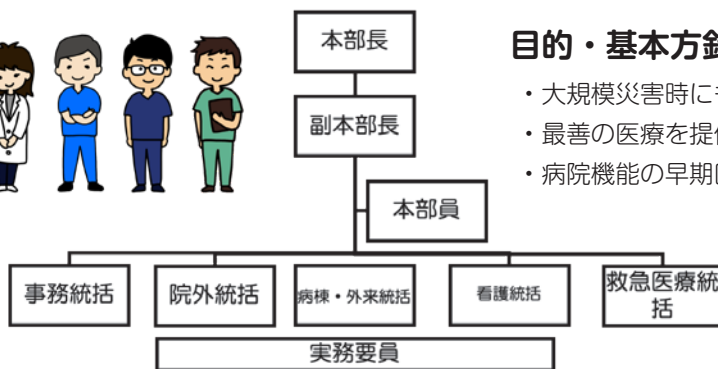 本部長
目的・基本方針
・大規模災害時に
副本部長
・最善の医療を提供
・病院機能の早期
本部員
事務統括
院外統括
病棟・外来統括
看護統括
救急医療統
括
実務要員